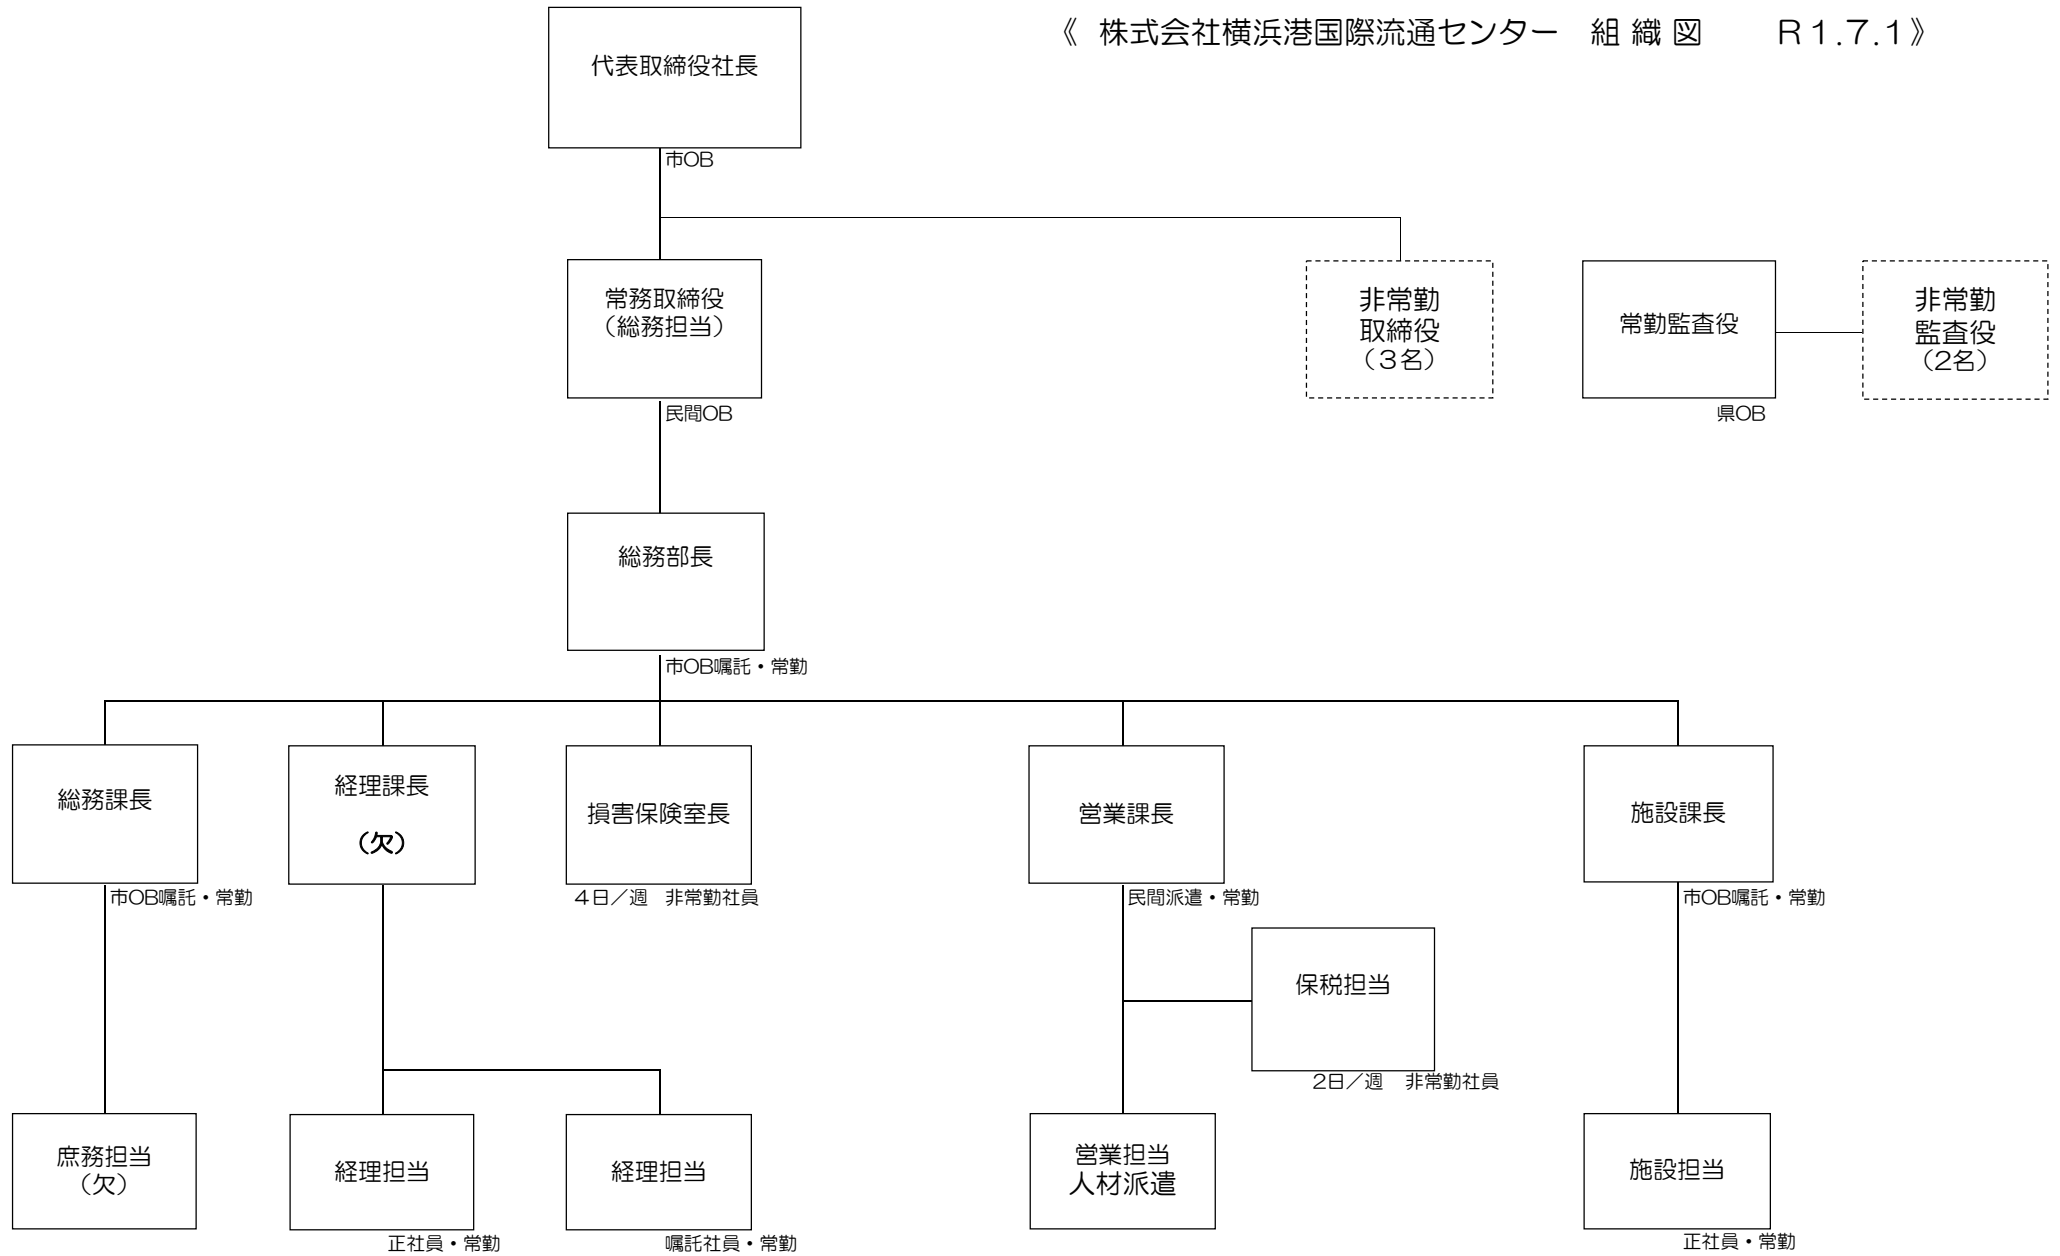 《 株式会社横浜港国際流通センター 組 織 図 R１.７.１》
代表取締役社長
市OB
常務取締役
（総務担当）
民間OB
非常勤
取締役
（３名）
常勤監査役
県OB
非常勤
監査役
（2名）
総務部長
市OB嘱託・常勤
総務課長
市OB嘱託・常勤
経理課長
（欠）
損害保険室長
４日／週 非常勤社員
営業課長
民間派遣・常勤
施設課長
市OB嘱託・常勤
保税担当
2日／週 非常勤社員
庶務担当
（欠）
経理担当
正社員・常勤
経理担当
嘱託社員・常勤
営業担当
人材派遣
施設担当
正社員・常勤